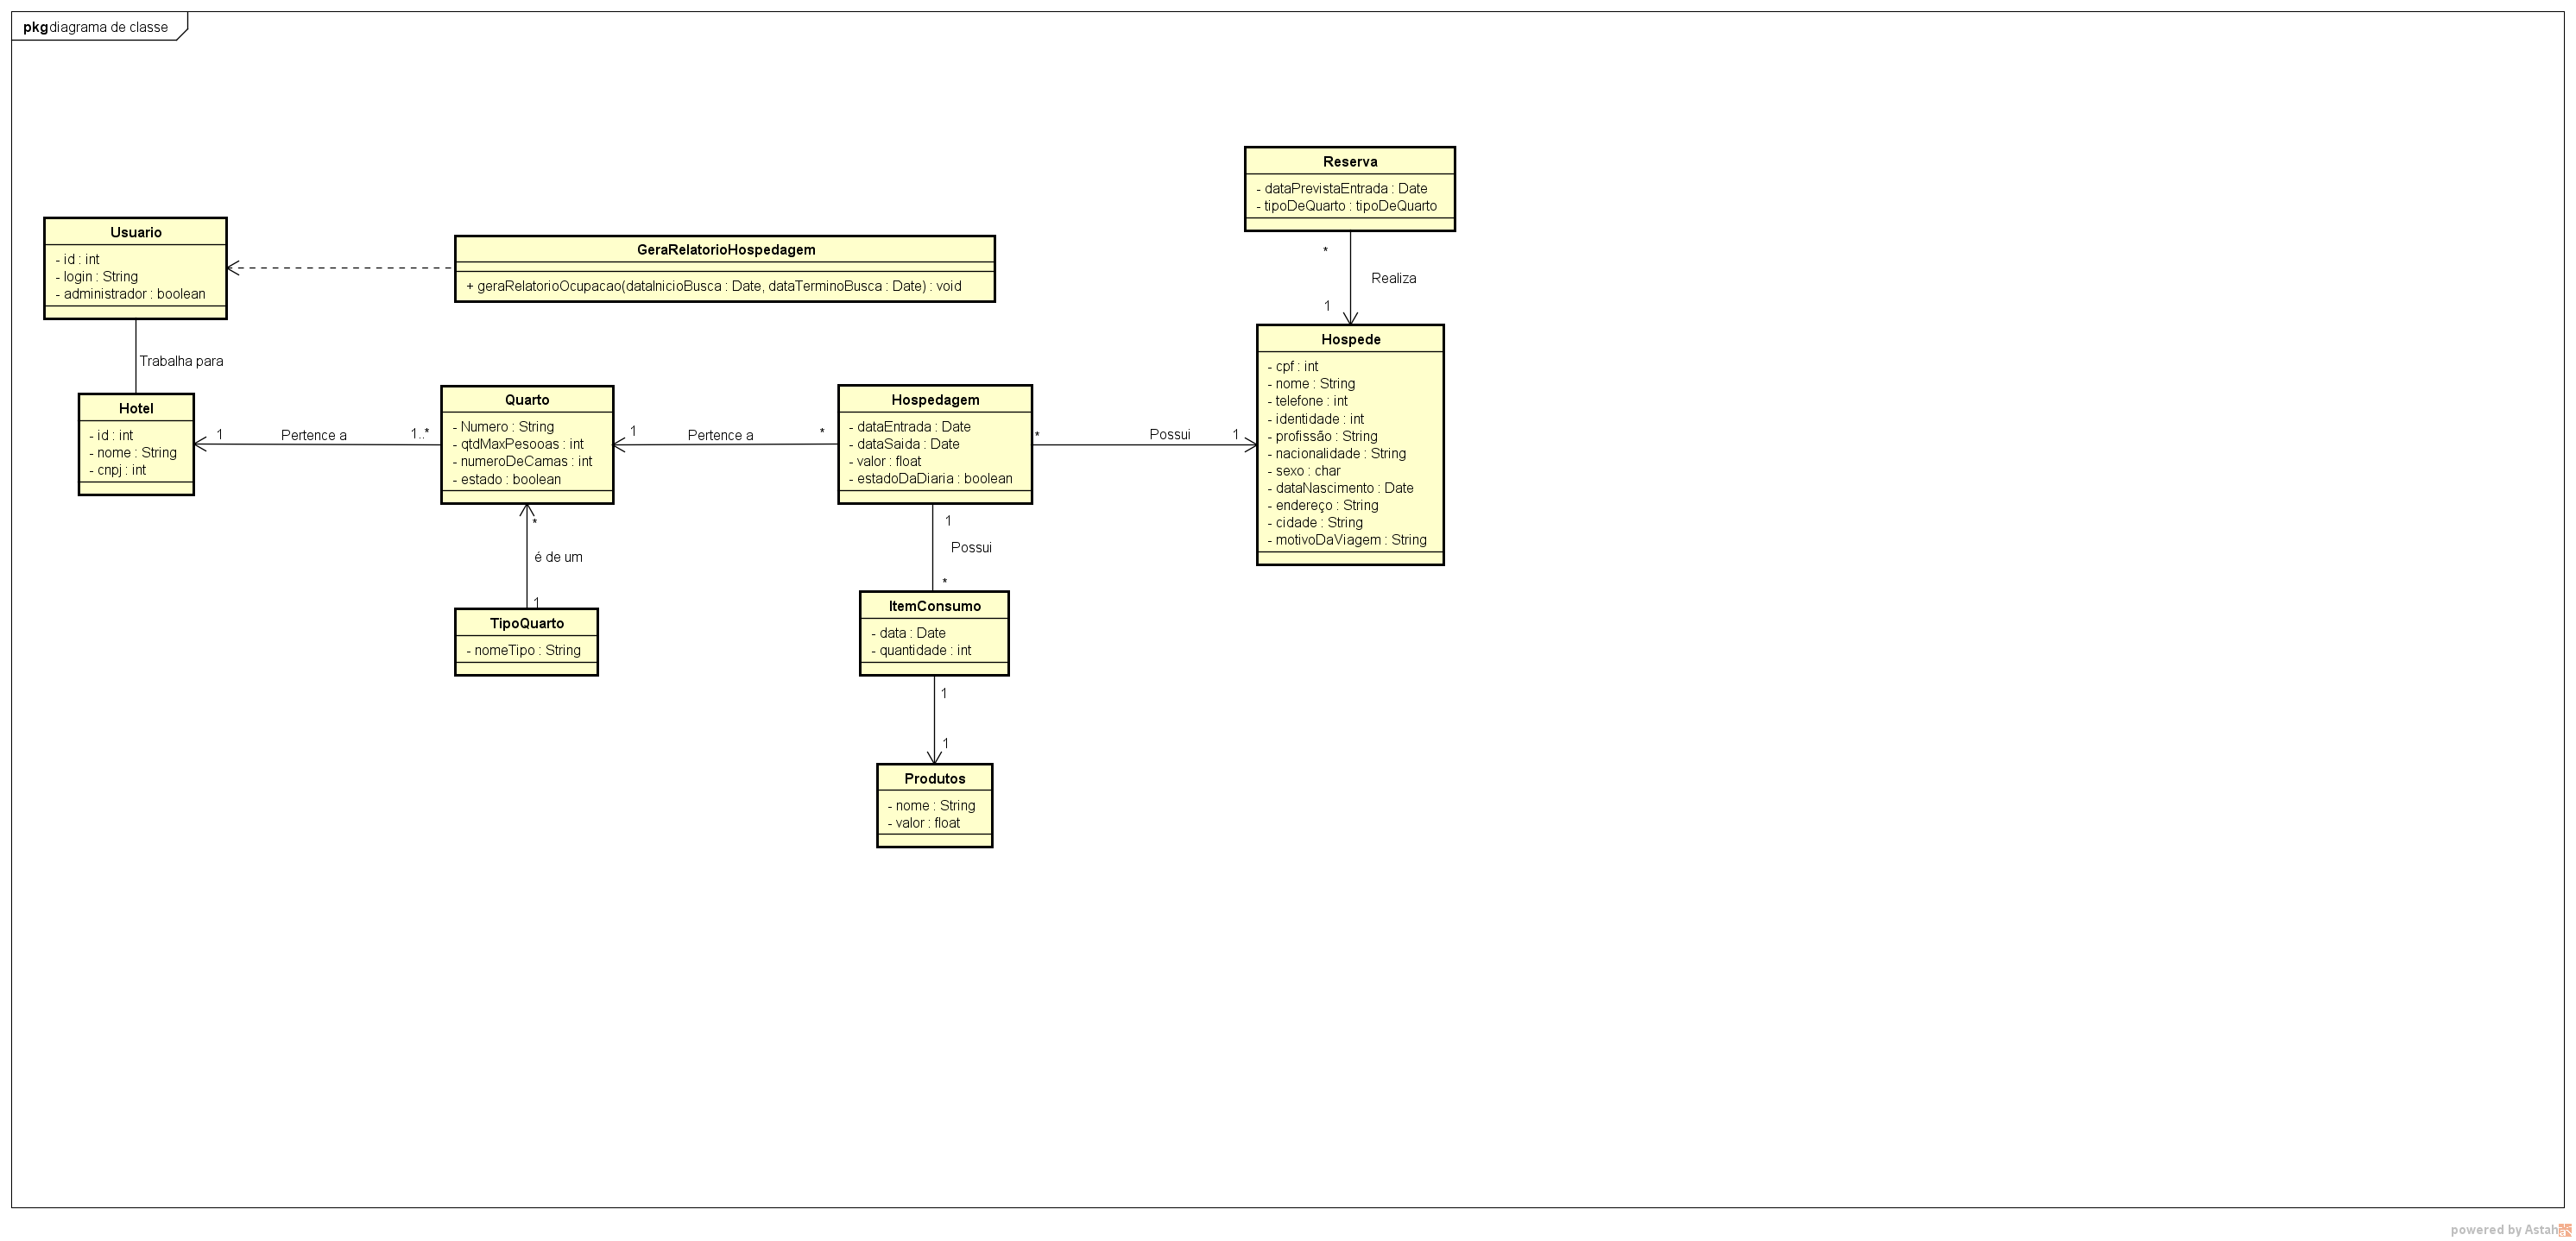 pkg diagrama de classe
Reserva
- dataPrevistaEntrada : Date
- tipoDeQuarto : tipoDeQuarto
*
Realiza
1
Usuario
- id : int
- login : String
- administrador : boolean
GeraRelatorioHospedagem
+ geraRelatorioOcupacao(dataInicioBusca : Date, dataTerminoBusca : Date) : void
Trabalha para
Hotel
- id : int
- nome : String
- cnpj : int
1
Pertence a
1..*
Quarto
- Numero : String
- qtdMaxPesooas : int
- numeroDeCamas : int
- estado : boolean
1
Pertence a
*
Hospedagem
- dataEntrada : Date
- dataSaida : Date
- valor : float
- estadoDaDiaria : boolean
*
Possui
1
Hospede
- cpf : int
- nome : String
- telefone : int
- identidade : int
- profissão : String
- nacionalidade : String
- sexo : char
- dataNascimento : Date
- endereço : String
- cidade : String
- motivoDaViagem : String
*
é de um
1
TipoQuarto
- nomeTipo : String
1
Possui
*
ItemConsumo
- data : Date
- quantidade : int
1
1
Produtos
- nome : String
- valor : float
powered by Astah